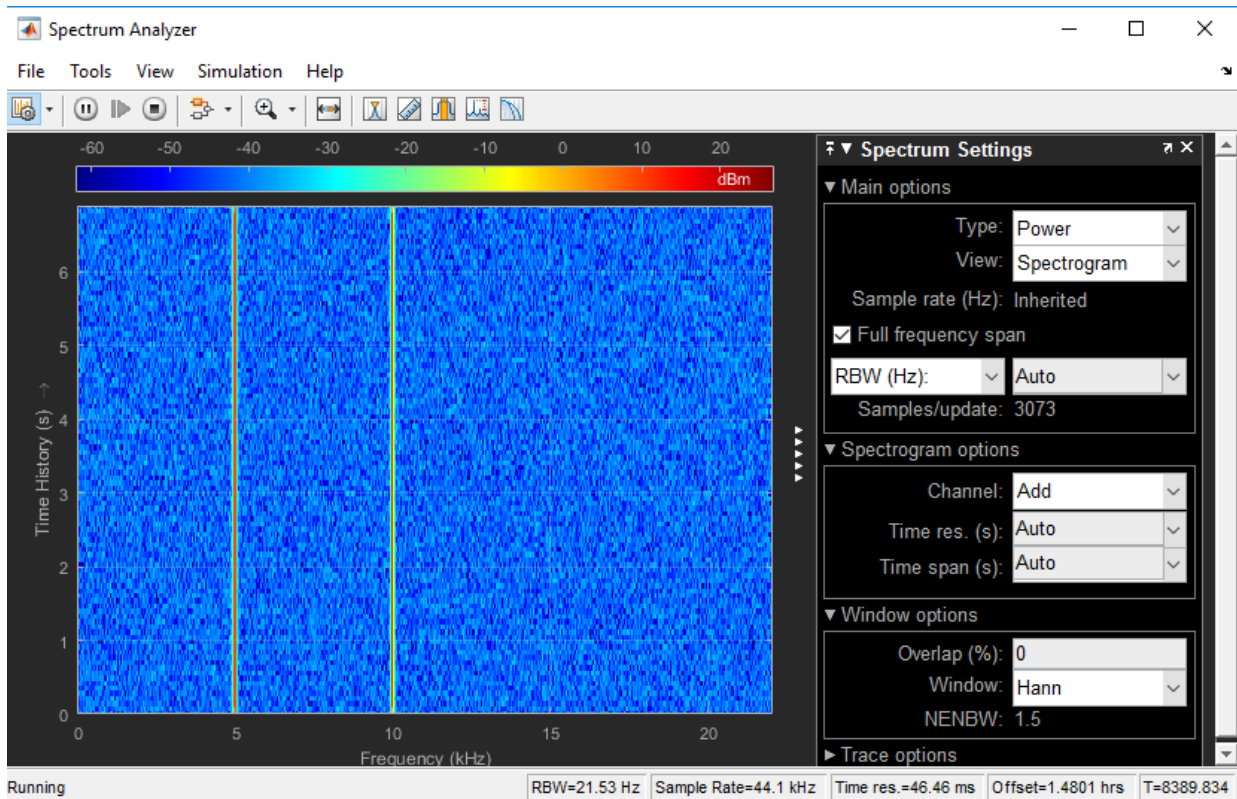 Spectrum Analyzer
File Tools View Simulation Help
-60 -50 -40 -30 -20 -10 0 10 20
dBm
Time History (s) →
6
5
4
3
2
1
0
0 5 10 15 20
Frequency (kHz)
Spectrum Settings
Main options
Type: Power
View: Spectrogram
Sample rate (Hz): Inherited
Full frequency span
RBW (Hz): Auto
Samples/update: 3073
Spectrogram options
Channel: Add
Time res. (s): Auto
Time span (s): Auto
Window options
Overlap (%): 0
Window: Hann
NENBW: 1.5
Trace options
Running RBW=21.53 Hz Sample Rate=44.1 kHz Time res.=46.46 ms Offset=1.4801 hrs T=8389.834